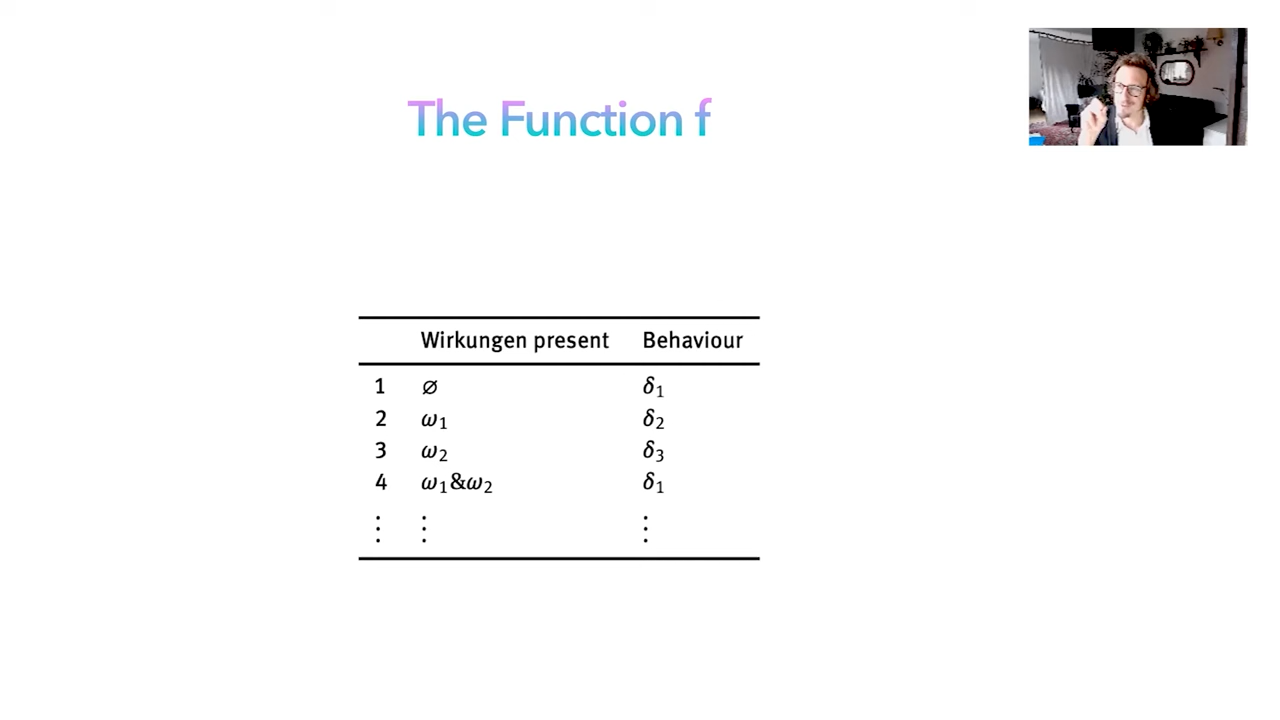 The Function f
Wirkungen present Behaviour
1 ∅ δ₁
2 ω₁ δ₂
3 ω₂ δ₃
4 ω₁&ω₂ δ₁
⋮ ⋮ ⋮